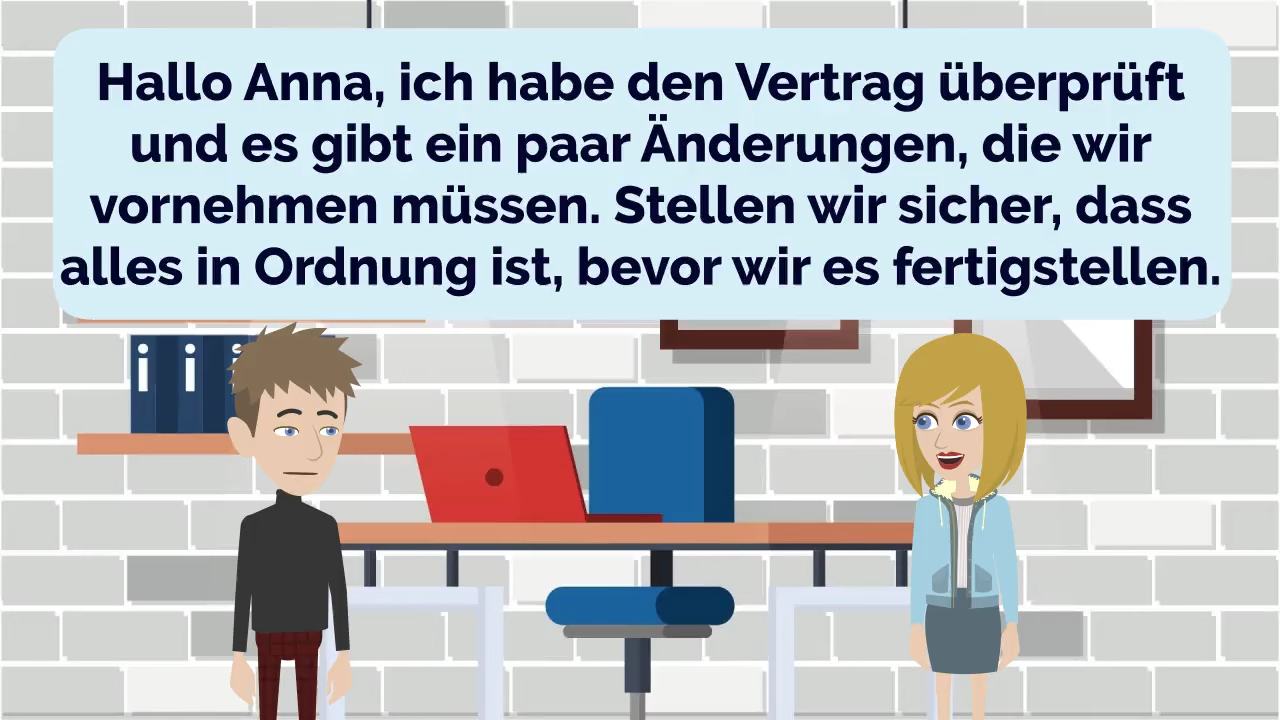 Hallo Anna, ich habe den Vertrag überprüft
und es gibt ein paar Änderungen, die wir
vornehmen müssen. Stellen wir sicher, dass
alles in Ordnung ist, bevor wir es fertigstellen.